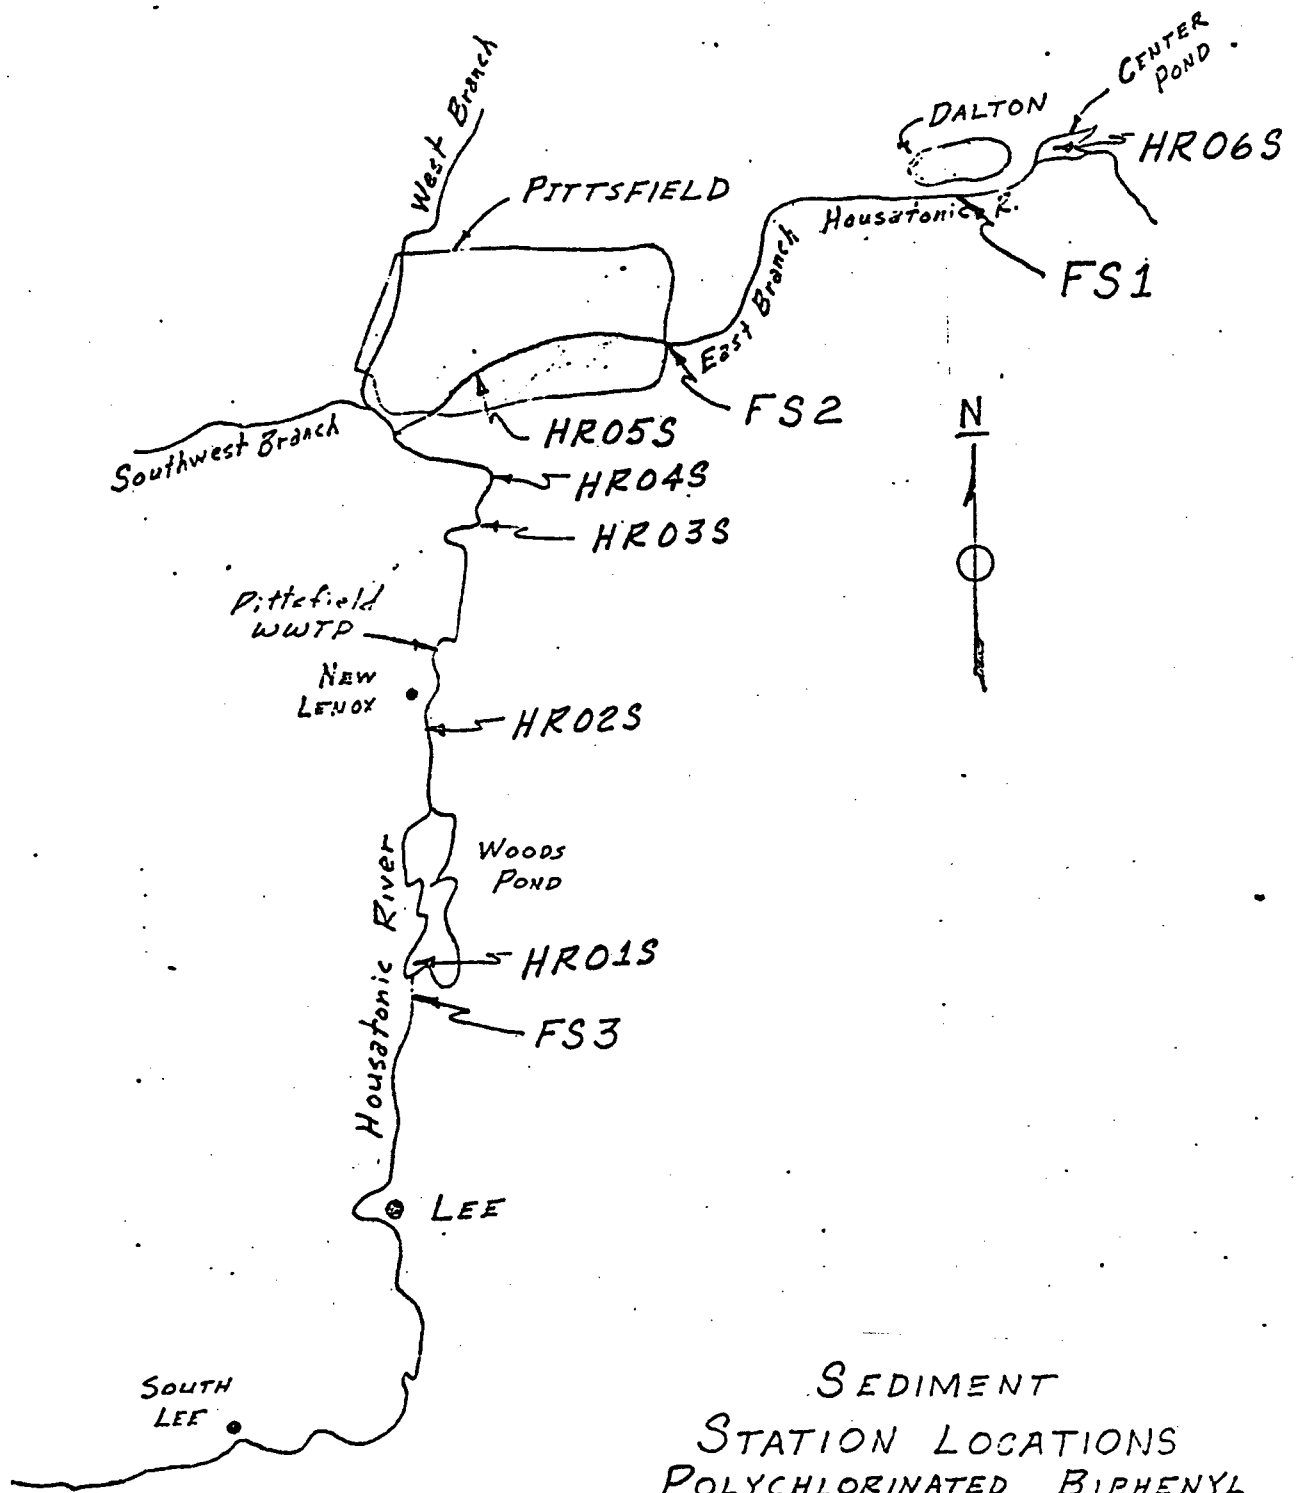 CENTER
POND
DALTON
HR06S
West Branch
PITTSFIELD
Housatonic R.
East Branch
FS1
FS2
N
HR05S
Southwest Branch
HR04S
HR03S
Pittsfield
WWTP
NEW
LENOX
HR02S
WOODS
POND
Housatonic River
HR01S
FS3
LEE
SOUTH
LEE
SEDIMENT
STATION LOCATIONS
POLYCHLORINATED BIPHENYL